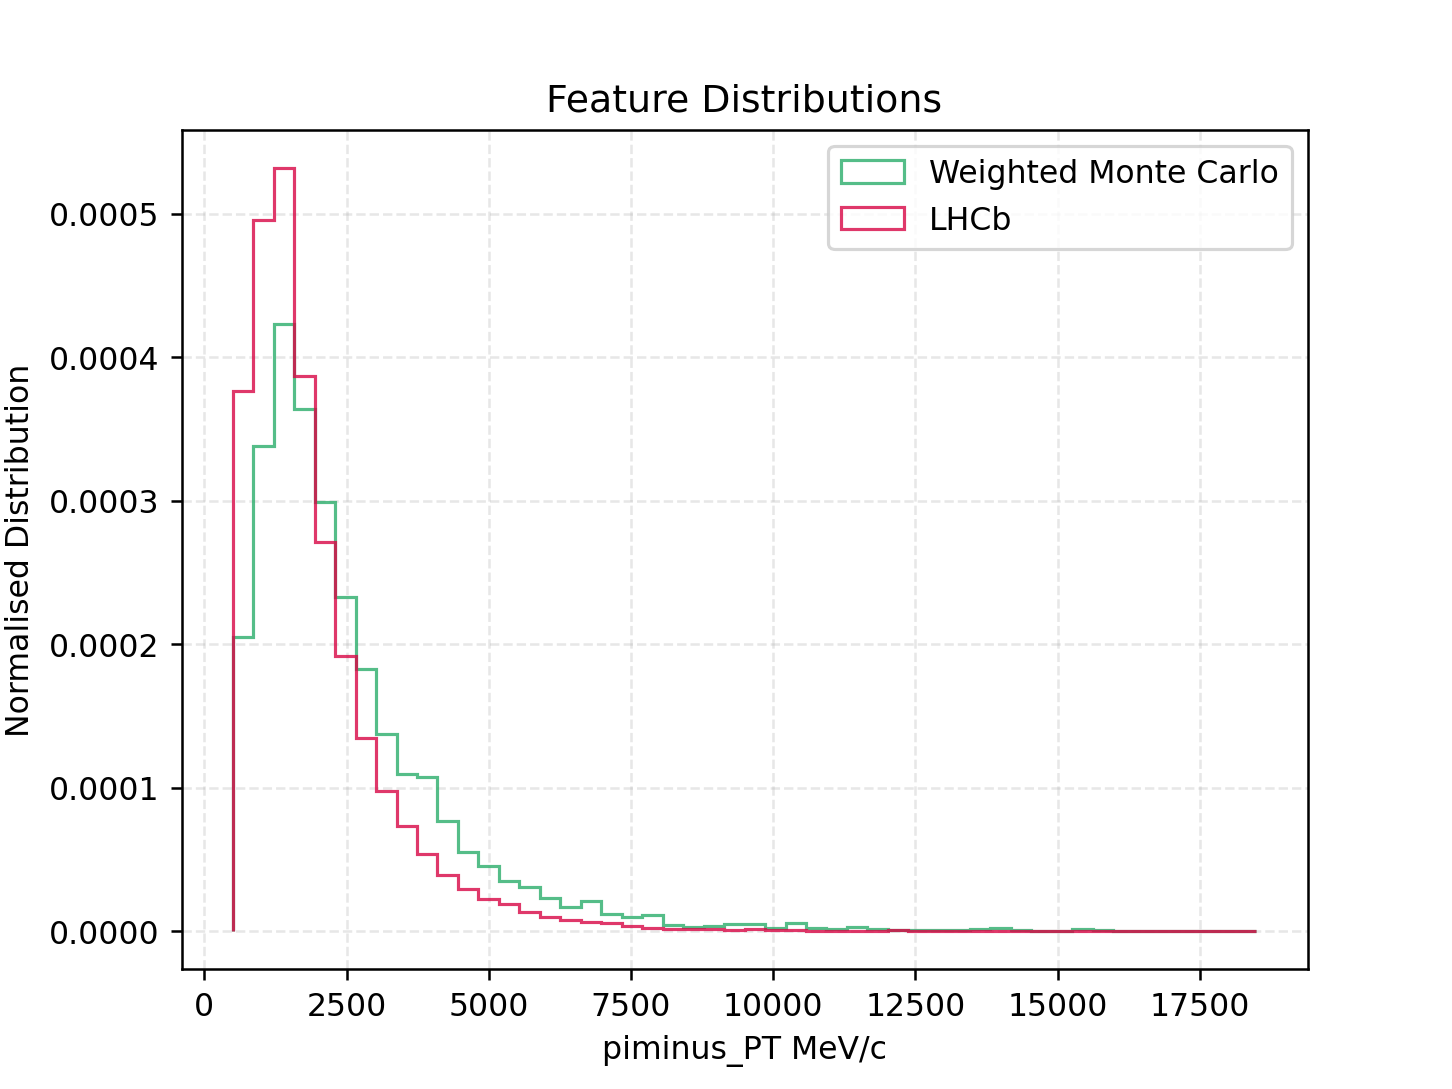 Feature Distributions
Weighted Monte Carlo
LHCb
Normalised Distribution
0.0005
0.0004
0.0003
0.0002
0.0001
0.0000
0 2500 5000 7500 10000 12500 15000 17500
piminus_PT MeV/c